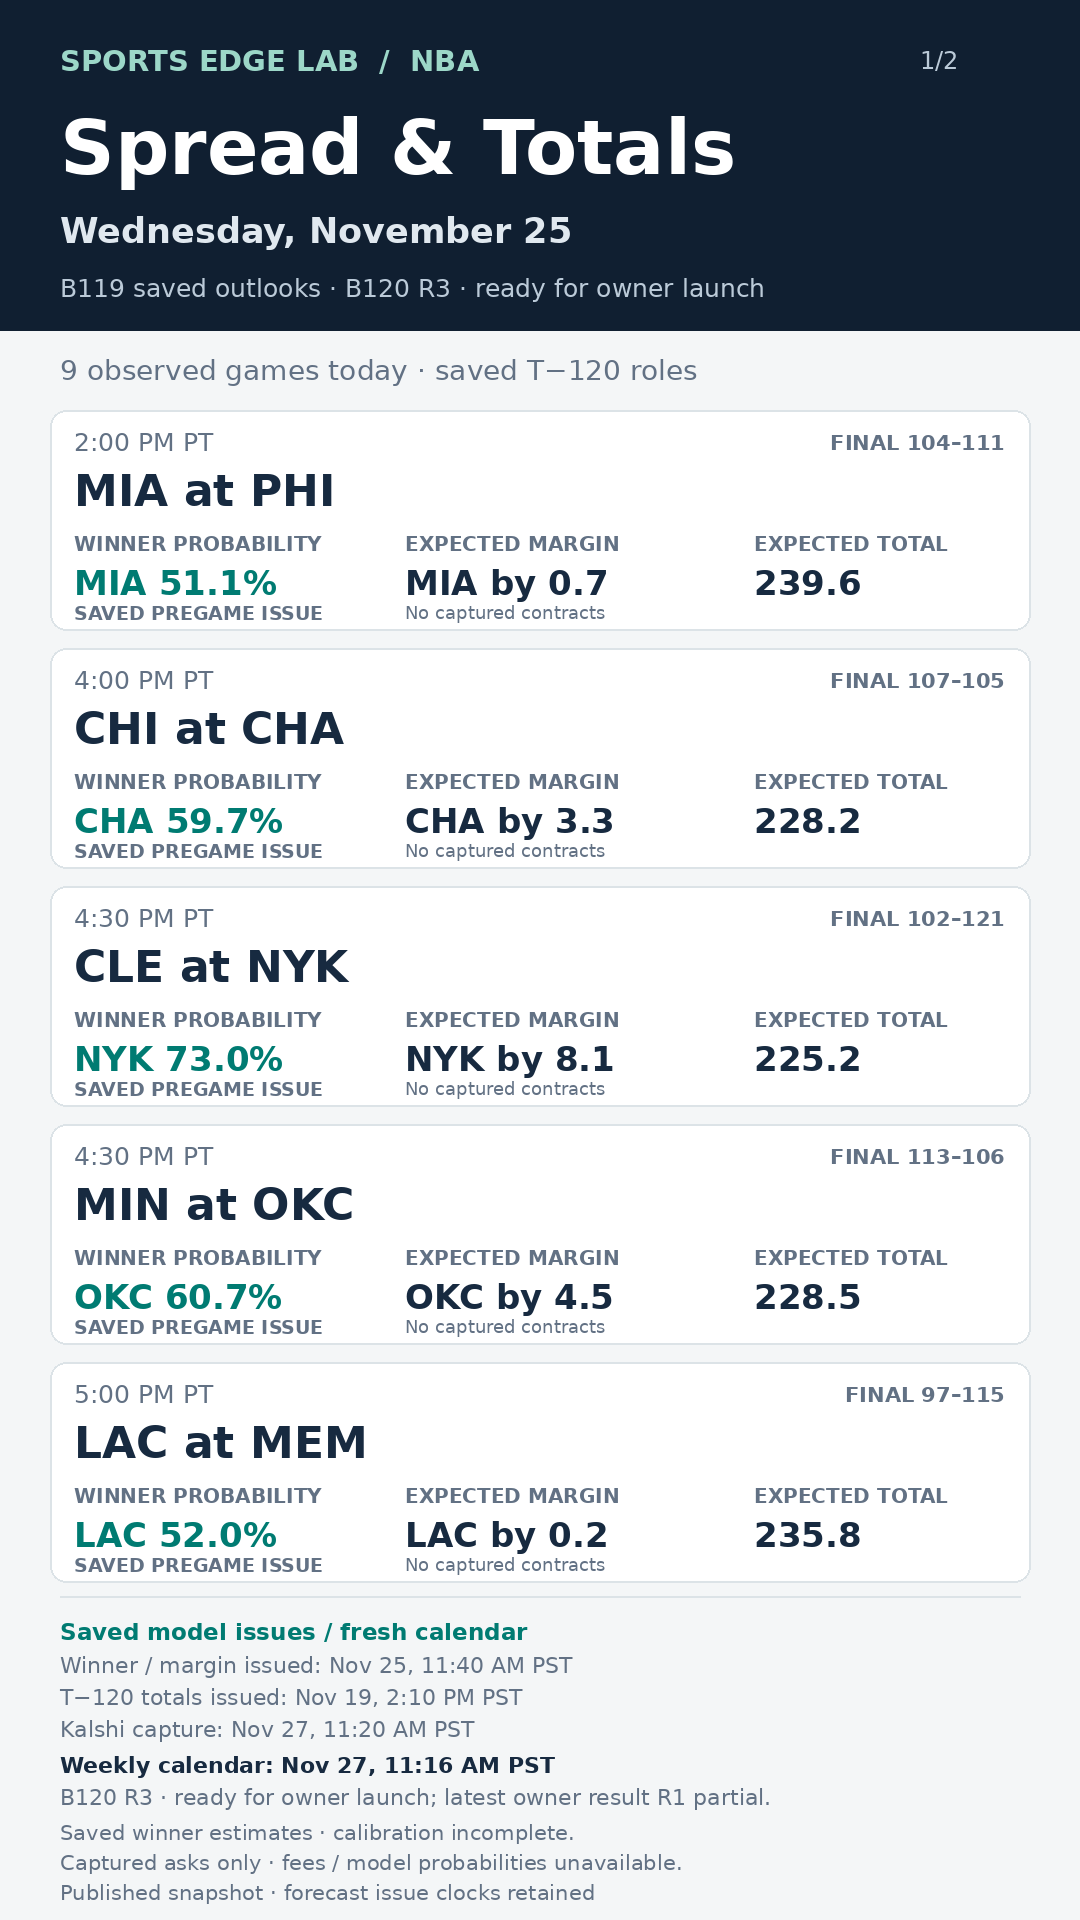 SPORTS EDGE LAB / NBA
1/2
Spread & Totals
Wednesday, November 25
B119 saved outlooks · B120 R3 · ready for owner launch
9 observed games today · saved T−120 roles
2:00 PM PT
FINAL 104–111
MIA at PHI
WINNER PROBABILITY
EXPECTED MARGIN
EXPECTED TOTAL
MIA 51.1%
MIA by 0.7
239.6
SAVED PREGAME ISSUE
No captured contracts
4:00 PM PT
FINAL 107–105
CHI at CHA
WINNER PROBABILITY
EXPECTED MARGIN
EXPECTED TOTAL
CHA 59.7%
CHA by 3.3
228.2
SAVED PREGAME ISSUE
No captured contracts
4:30 PM PT
FINAL 102–121
CLE at NYK
WINNER PROBABILITY
EXPECTED MARGIN
EXPECTED TOTAL
NYK 73.0%
NYK by 8.1
225.2
SAVED PREGAME ISSUE
No captured contracts
4:30 PM PT
FINAL 113–106
MIN at OKC
WINNER PROBABILITY
EXPECTED MARGIN
EXPECTED TOTAL
OKC 60.7%
OKC by 4.5
228.5
SAVED PREGAME ISSUE
No captured contracts
5:00 PM PT
FINAL 97–115
LAC at MEM
WINNER PROBABILITY
EXPECTED MARGIN
EXPECTED TOTAL
LAC 52.0%
LAC by 0.2
235.8
SAVED PREGAME ISSUE
No captured contracts
Saved model issues / fresh calendar
Winner / margin issued: Nov 25, 11:40 AM PST
T−120 totals issued: Nov 19, 2:10 PM PST
Kalshi capture: Nov 27, 11:20 AM PST
Weekly calendar: Nov 27, 11:16 AM PST
B120 R3 · ready for owner launch; latest owner result R1 partial.
Saved winner estimates · calibration incomplete.
Captured asks only · fees / model probabilities unavailable.
Published snapshot · forecast issue clocks retained